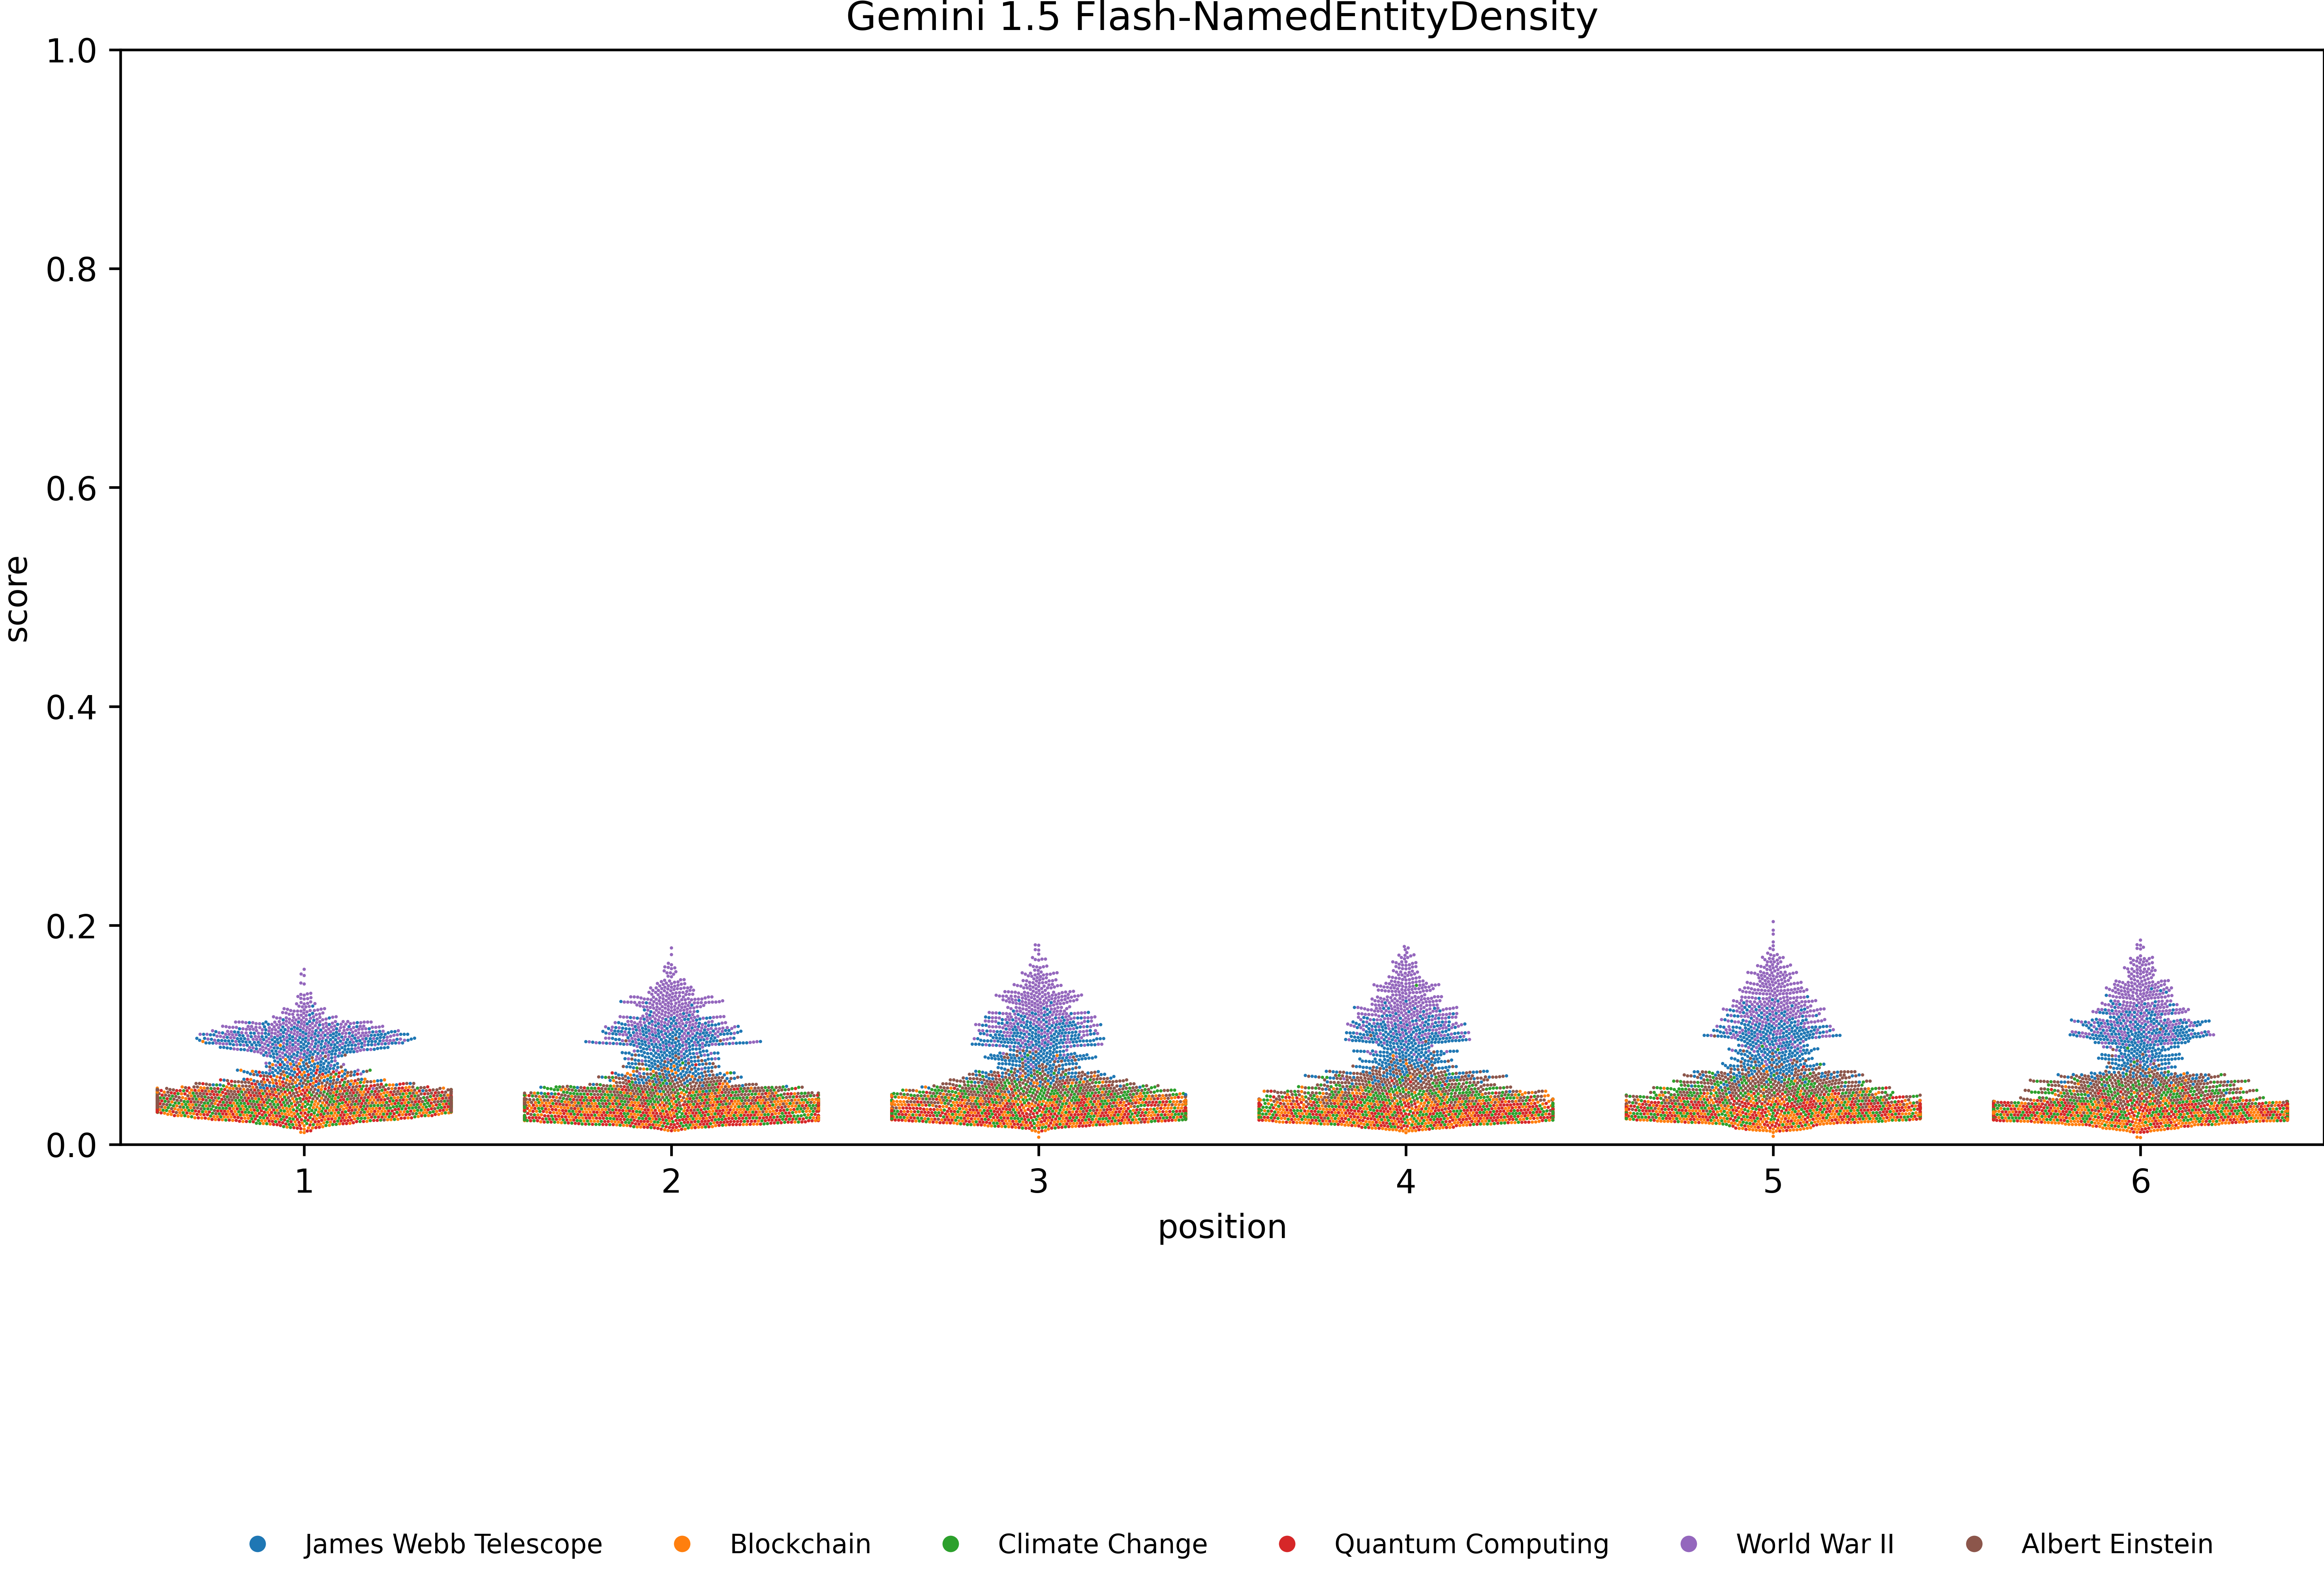 Gemini 1.5 Flash-NamedEntityDensity
1.0
0.8
0.6
0.4
0.2
0.0
score
1 2 3 4 5 6
position
James Webb Telescope Blockchain Climate Change Quantum Computing World War II Albert Einstein